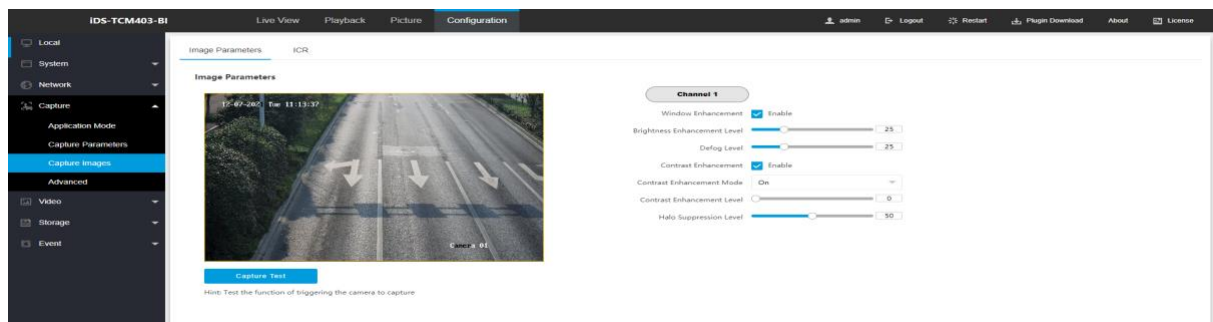 iDS-TCM403-BI Live View Playback Picture Configuration admin Logout Restart Plugin Download About License
Local
System
Network
Capture
Application Mode
Capture Parameters
Capture Images
Advanced
Video
Storage
Event
Image Parameters ICR
Image Parameters
Tue 11:13:37
Camera 01
Capture Test
Hint: Test the function of triggering the camera to capture
Channel 1
Window Enhancement Enable
Brightness Enhancement Level 25
Defog Level 25
Contrast Enhancement Enable
Contrast Enhancement Mode On
Contrast Enhancement Level 0
Halo Suppression Level 50